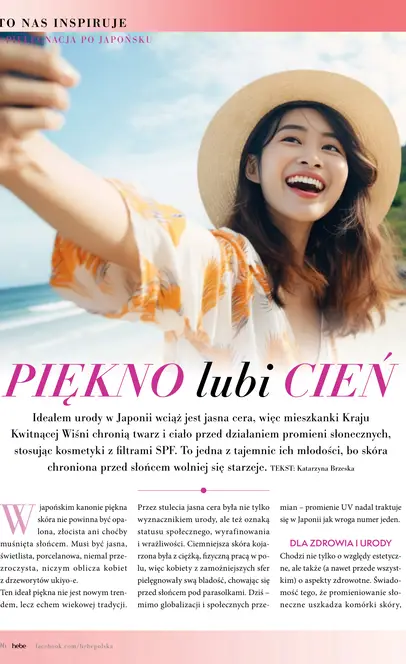 TO NAS INSPIRUJE
PIELĘGNACJA PO JAPOŃSKU
PIĘKNO lubi CIEŃ
Ideałem urody w Japonii wciąż jest jasna cera, więc mieszkanki Kraju
Kwitnącej Wiśni chronią twarz i ciało przed działaniem promieni słonecznych,
stosując kosmetyki z filtrami SPF. To jedna z tajemnic ich młodości, bo skóra
chroniona przed słońcem wolniej się starzeje. TEKST: Katarzyna Brzeska
W japońskim kanonie piękna
skóra nie powinna być opa-
lona, złocista ani choćby
muśnięta słońcem. Musi być jasna,
świetlista, porcelanowa, niemal prze-
zroczysta, niczym oblicza kobiet
z drzeworytów ukiyo-e.
Ten ideał piękna nie jest nowym tren-
dem, lecz echem wiekowej tradycji.
Przez stulecia jasna cera była nie tylko
wyznacznikiem urody, ale też oznaką
statusu społecznego, wyrafinowania
i wrażliwości. Ciemniejsza skóra koja-
rzona była z ciężką, fizyczną pracą w po-
lu, więc kobiety z zamożniejszych sfer
pielęgnowały swą bladość, chowając się
przed słońcem pod parasolkami. Dziś –
mimo globalizacji i społecznych prze-
mian – promienie UV nadal traktuje
się w Japonii jak wroga numer jeden.
DLA ZDROWIA I URODY
Chodzi nie tylko o względy estetycz-
ne, ale także (a nawet przede wszyst-
kim) o aspekty zdrowotne. Świado-
mość tego, że promieniowanie sło-
neczne uszkadza komórki skóry,
hebe facebook.com/hebepolska